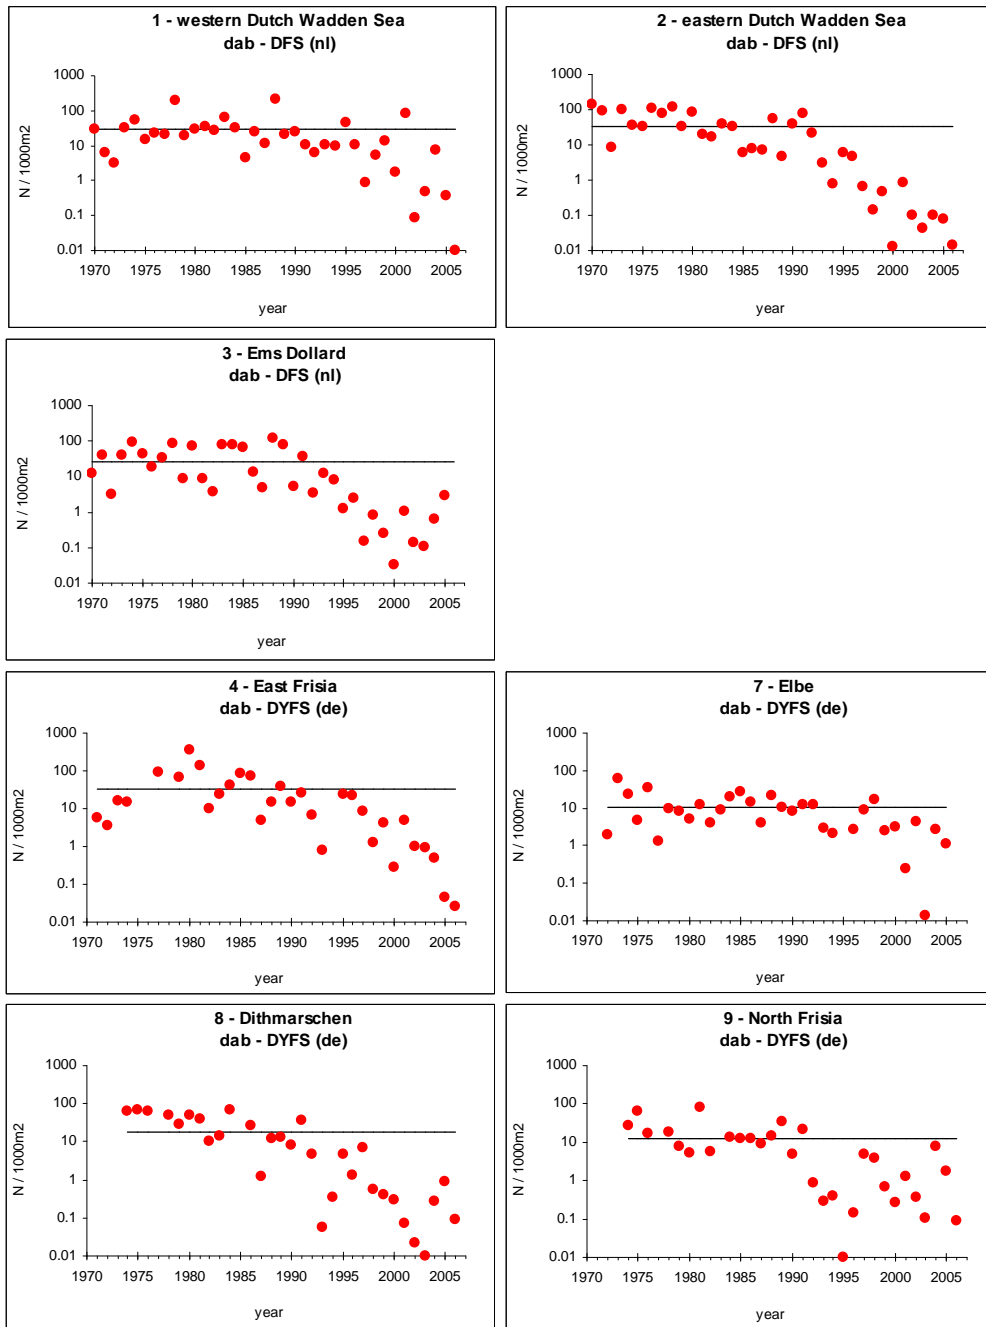 1 - western Dutch Wadden Sea
dab - DFS (nl)
1000
100
10
1
0.1
0.01
N / 1000m2
1970 1975 1980 1985 1990 1995 2000 2005
year
2 - eastern Dutch Wadden Sea
dab - DFS (nl)
1000
100
10
1
0.1
0.01
N / 1000m2
1970 1975 1980 1985 1990 1995 2000 2005
year
3 - Ems Dollard
dab - DFS (nl)
1000
100
10
1
0.1
0.01
N / 1000m2
1970 1975 1980 1985 1990 1995 2000 2005
year
4 - East Frisia
dab - DYFS (de)
1000
100
10
1
0.1
0.01
N / 1000m2
1970 1975 1980 1985 1990 1995 2000 2005
year
7 - Elbe
dab - DYFS (de)
1000
100
10
1
0.1
0.01
N / 1000m2
1970 1975 1980 1985 1990 1995 2000 2005
year
8 - Dithmarschen
dab - DYFS (de)
1000
100
10
1
0.1
0.01
N / 1000m2
1970 1975 1980 1985 1990 1995 2000 2005
year
9 - North Frisia
dab - DYFS (de)
1000
100
10
1
0.1
0.01
N / 1000m2
1970 1975 1980 1985 1990 1995 2000 2005
year